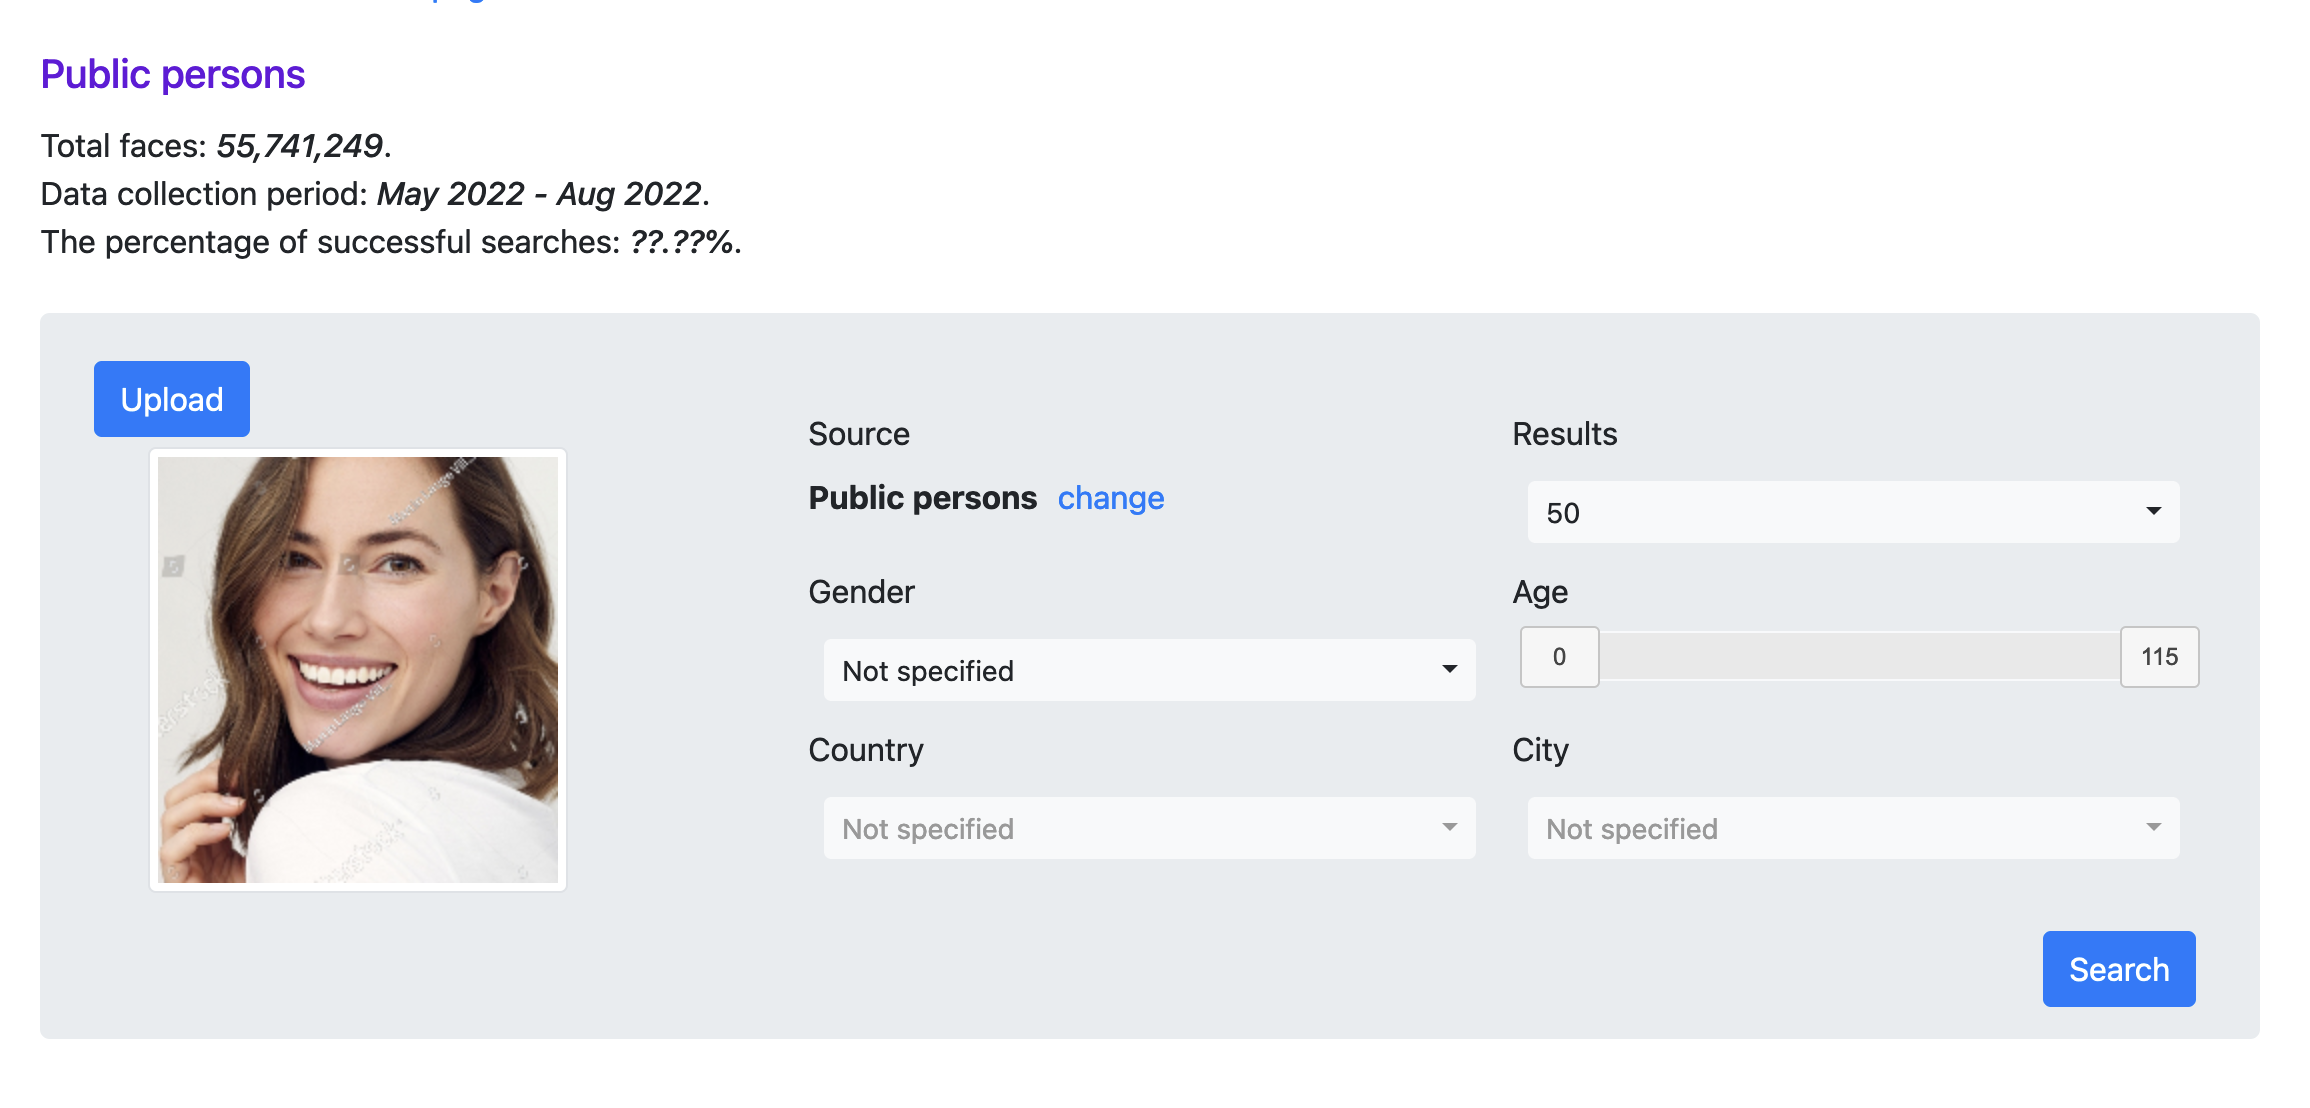 Public persons
Total faces: 55,741,249.
Data collection period: May 2022 - Aug 2022.
The percentage of successful searches: ??.??%.
Upload
Source
Results
Public persons change
50
Gender
Age
Not specified
0
115
Country
City
Not specified
Not specified
Search